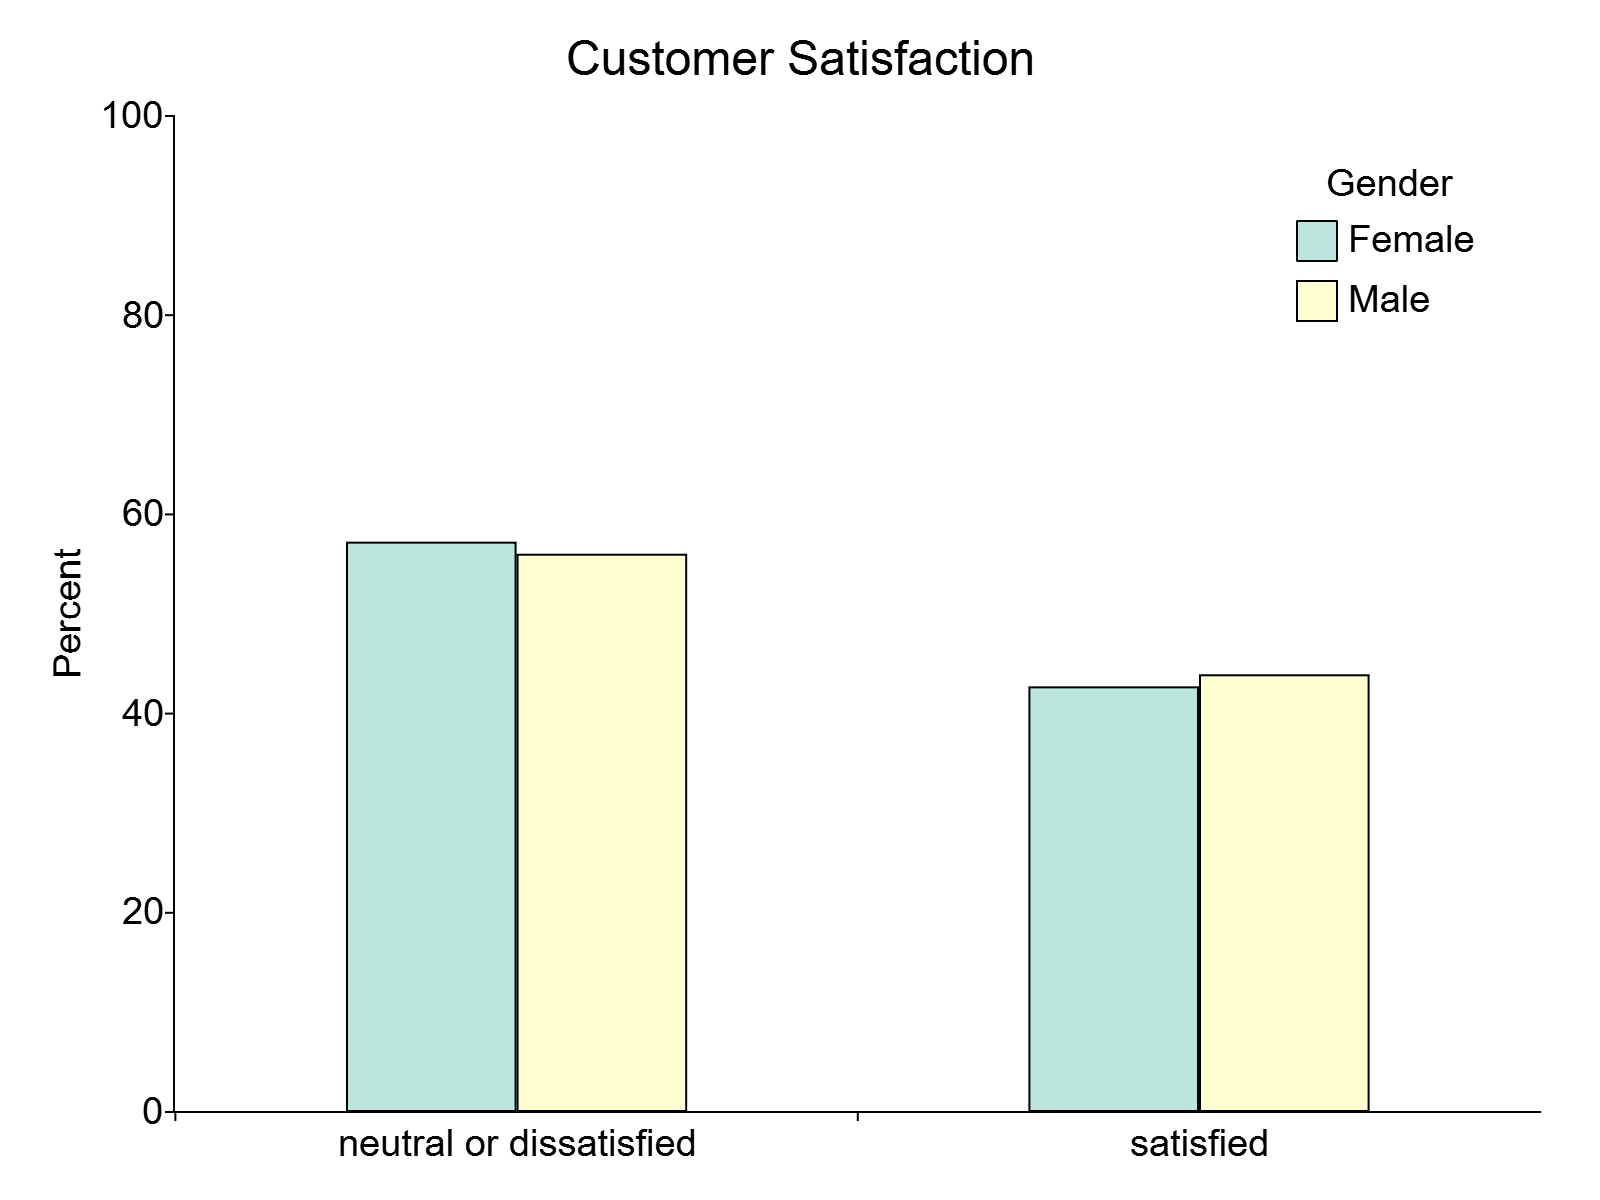 Customer Satisfaction
Gender
Female
Male
Percent
100
80
60
40
20
0
neutral or dissatisfied
satisfied